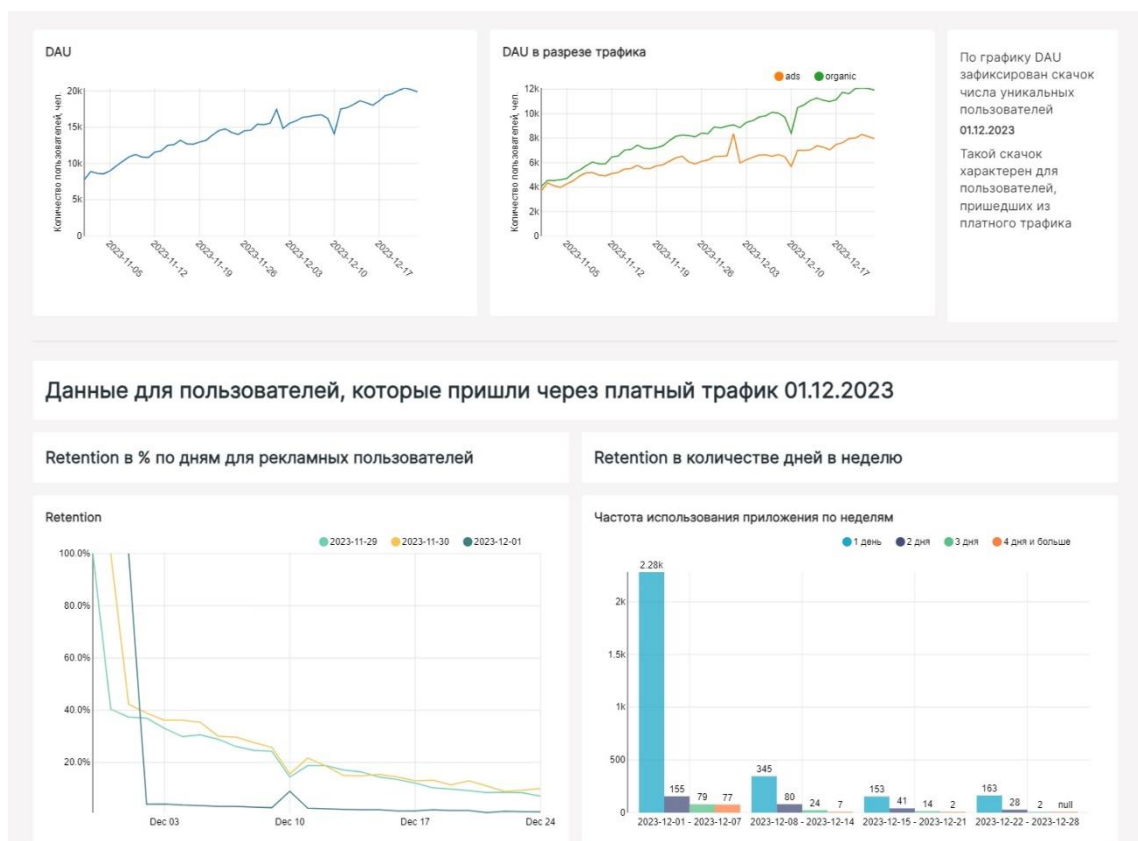 DAU
Количество пользователей, чел.
20k
15k
10k
5k
0
2023-11-05
2023-11-12
2023-11-19
2023-11-26
2023-12-03
2023-12-10
2023-12-17
DAU в разрезе трафика
ads organic
Количество пользователей, чел.
12k
10k
8k
6k
4k
2k
0
2023-11-05
2023-11-12
2023-11-19
2023-11-26
2023-12-03
2023-12-10
2023-12-17
По графику DAU
зафиксирован скачок
числа уникальных
пользователей
01.12.2023
Такой скачок
характерен для
пользователей,
пришедших из
платного трафика
Данные для пользователей, которые пришли через платный трафик 01.12.2023
Retention в % по дням для рекламных пользователей
Retention в количестве дней в неделю
Retention
2023-11-29 2023-11-30 2023-12-01
100.0%
80.0%
60.0%
40.0%
20.0%
Dec 03 Dec 10 Dec 17 Dec 24
Частота использования приложения по неделям
1 день 2 дня 3 дня 4 дня и больше
2.28k
2k
1.5k
1k
500
0
155 79 77
345 80 24 7
153 41 14 2
163 28 2 null
2023-12-01 - 2023-12-07 2023-12-08 - 2023-12-14 2023-12-15 - 2023-12-21 2023-12-22 - 2023-12-28